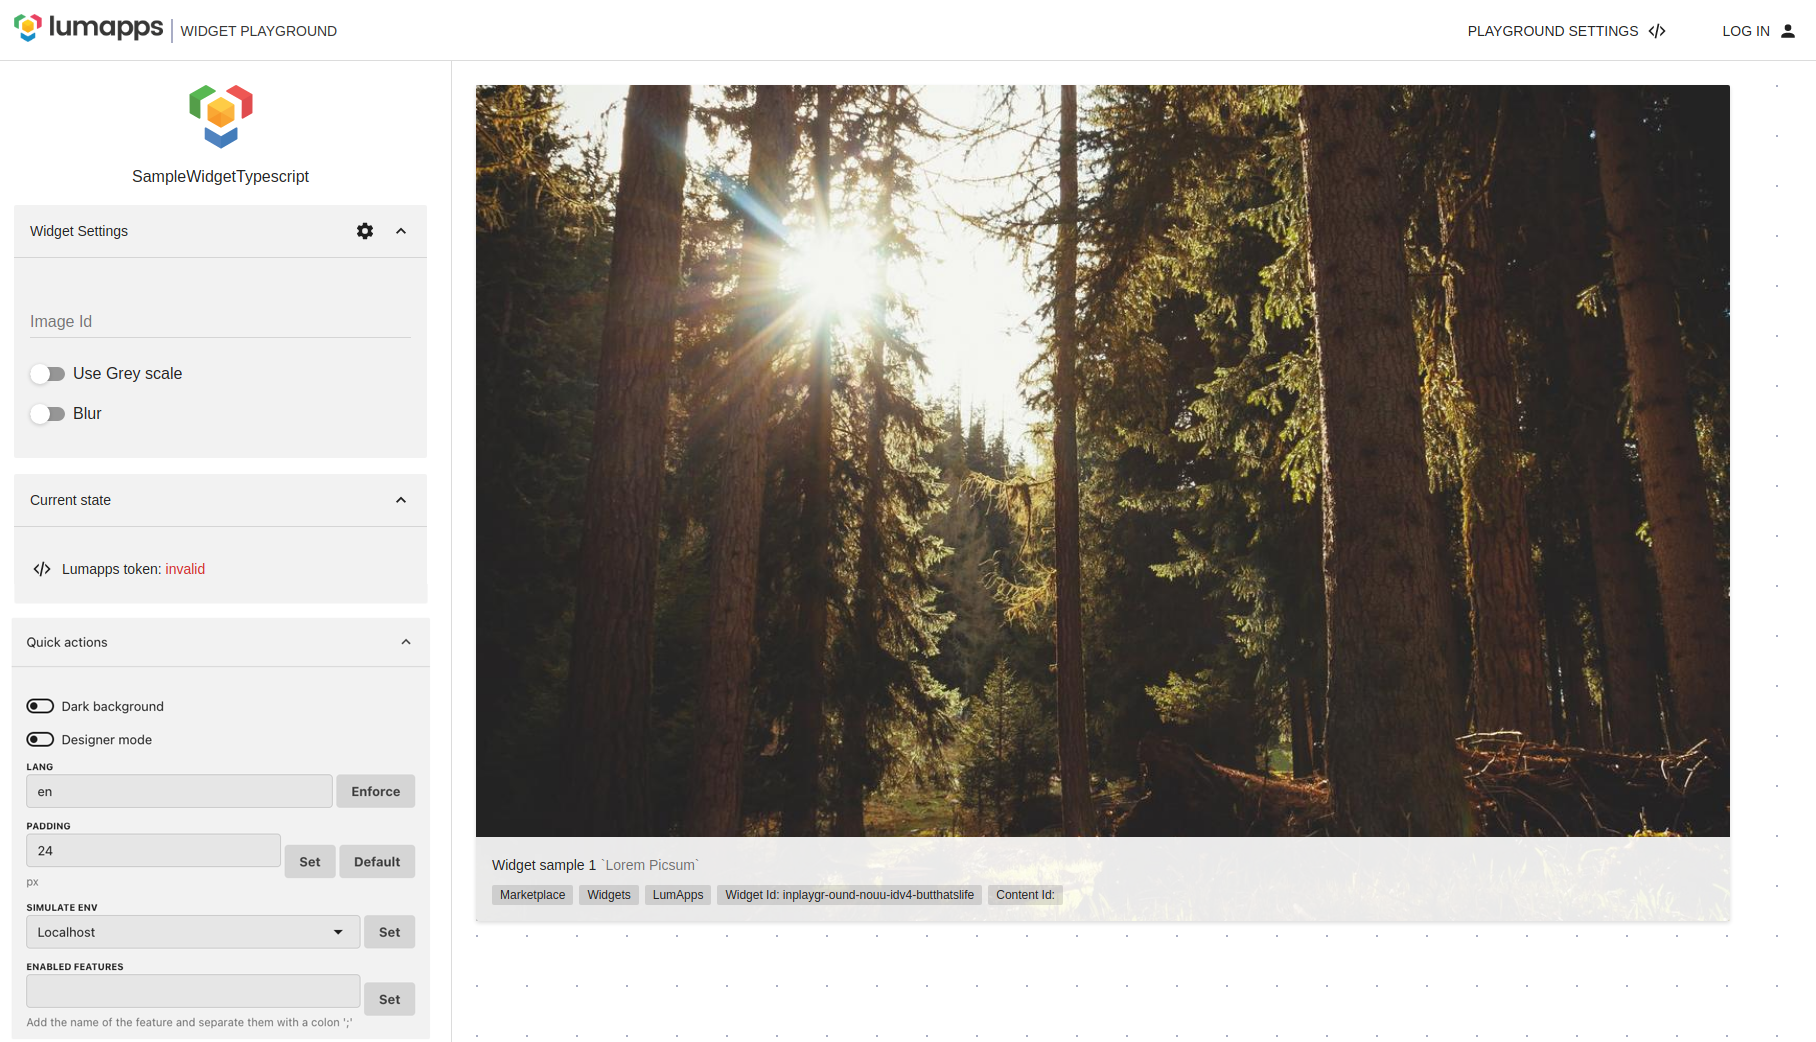 lumapps WIDGET PLAYGROUND
PLAYGROUND SETTINGS
LOG IN
SampleWidgetTypescript
Widget Settings
Image Id
Use Grey scale
Blur
Current state
Lumapps token: invalid
Quick actions
Dark background
Designer mode
LANG
en
Enforce
PADDING
24
Set
Default
px
SIMULATE ENV
Localhost
Set
ENABLED FEATURES
Set
Add the name of the feature and separate them with a colon ';'
Widget sample 1 `Lorem Picsum`
Marketplace
Widgets
LumApps
Widget Id: inplaygr-ound-nouu-idv4-butthatslife
Content Id: